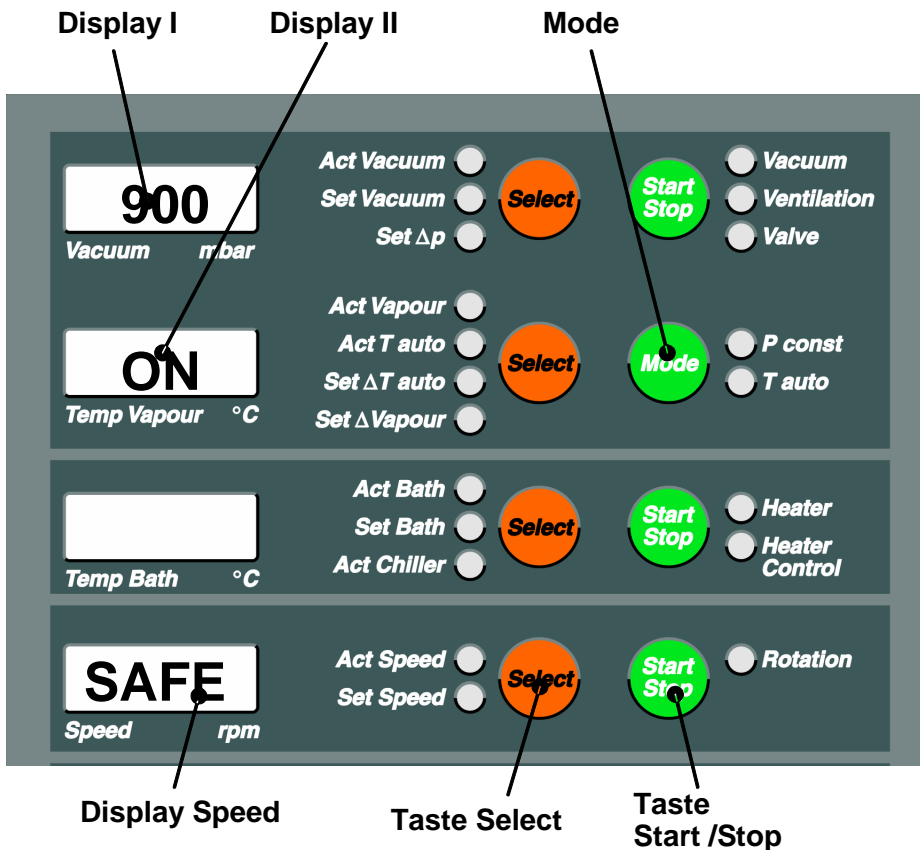 Display I Display II Mode
900
Vacuum mbar
Act Vacuum
Set Vacuum
Set Δp
Select
Start
Stop
Vacuum
Ventilation
Valve
ON
Temp Vapour °C
Act Vapour
Act T auto
Set ΔT auto
Set ΔVapour
Select
Mode
P const
T auto
Temp Bath °C
Act Bath
Set Bath
Act Chiller
Select
Start
Stop
Heater
Heater
Control
SAFE
Speed rpm
Act Speed
Set Speed
Select
Start
Stop
Rotation
Display Speed
Taste Select
Taste
Start /Stop